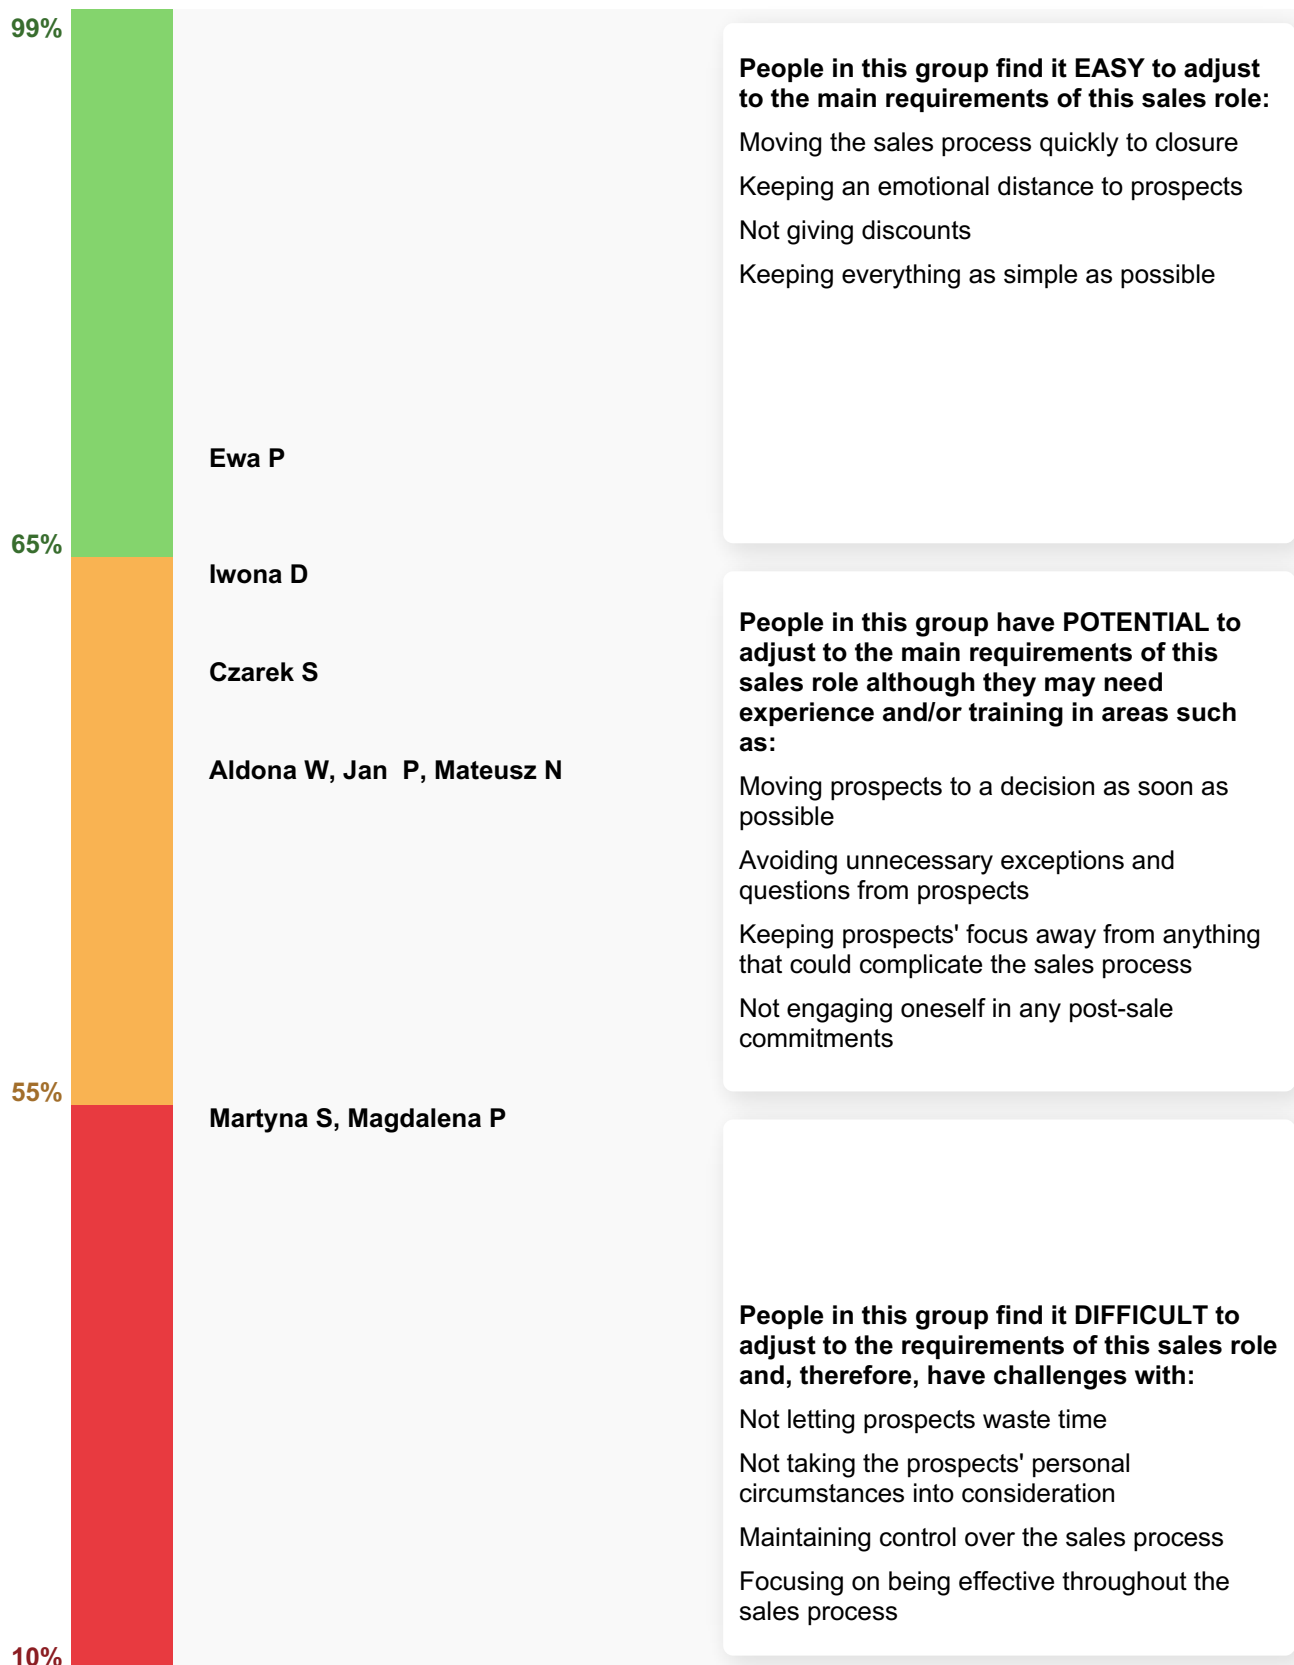 99%
People in this group find it EASY to adjust
to the main requirements of this sales role:
Moving the sales process quickly to closure
Keeping an emotional distance to prospects
Not giving discounts
Keeping everything as simple as possible
Ewa P
65%
Iwona D
People in this group have POTENTIAL to
adjust to the main requirements of this
sales role although they may need
experience and/or training in areas such
as:
Czarek S
Aldona W, Jan  P, Mateusz N
Moving prospects to a decision as soon as
possible
Avoiding unnecessary exceptions and
questions from prospects
Keeping prospects' focus away from anything
that could complicate the sales process
Not engaging oneself in any post-sale
commitments
55%
Martyna S, Magdalena P
People in this group find it DIFFICULT to
adjust to the requirements of this sales role
and, therefore, have challenges with:
Not letting prospects waste time
Not taking the prospects' personal
circumstances into consideration
Maintaining control over the sales process
Focusing on being effective throughout the
sales process
10%